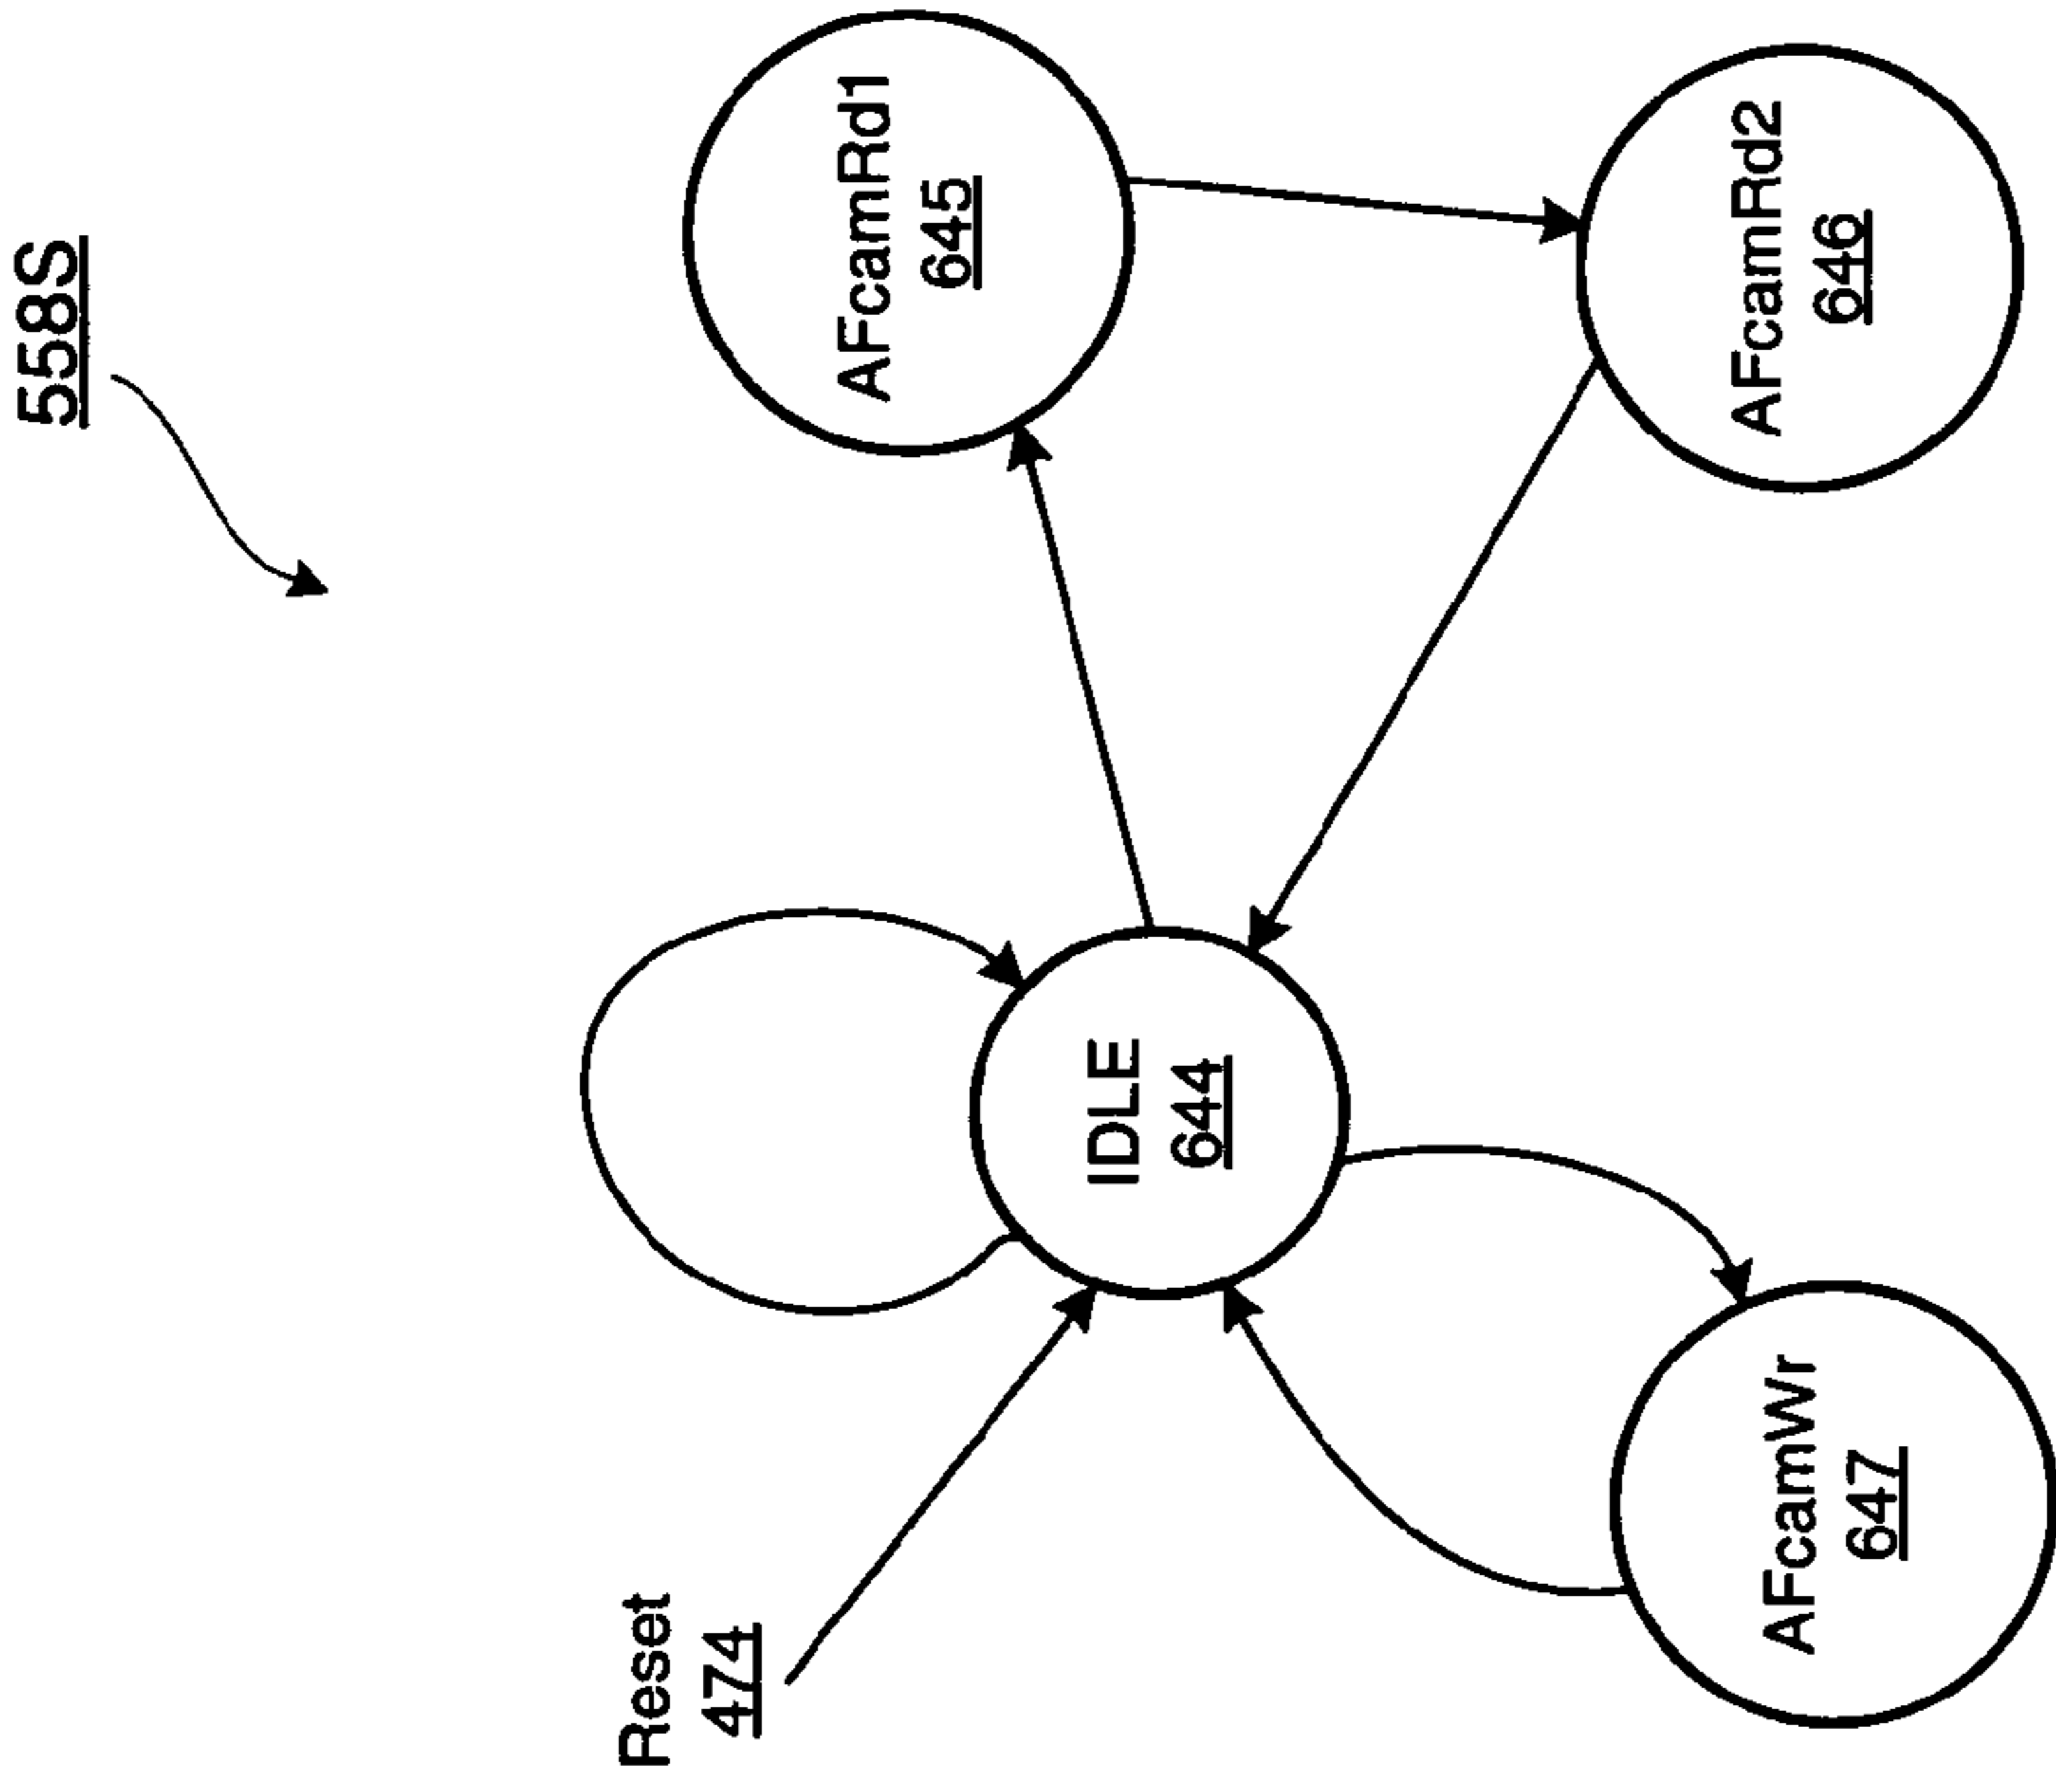 558S
Reset
474
IDLE
644
AFcamRd1
645
AFcamWr
647
AFcamRd2
646